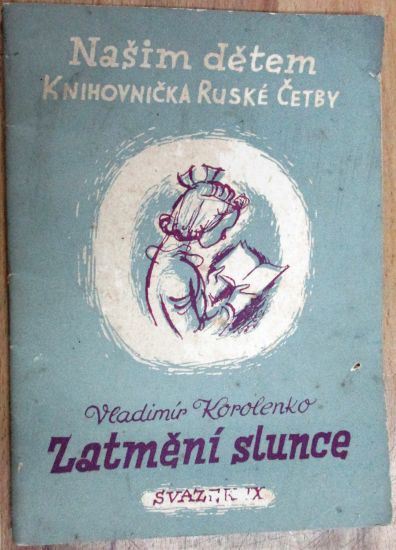 Našim dětem
KNIHOVNIČKA RUSKÉ ČETBY
Vladimír Korolenko
Zatmění slunce
SVAZEK IX